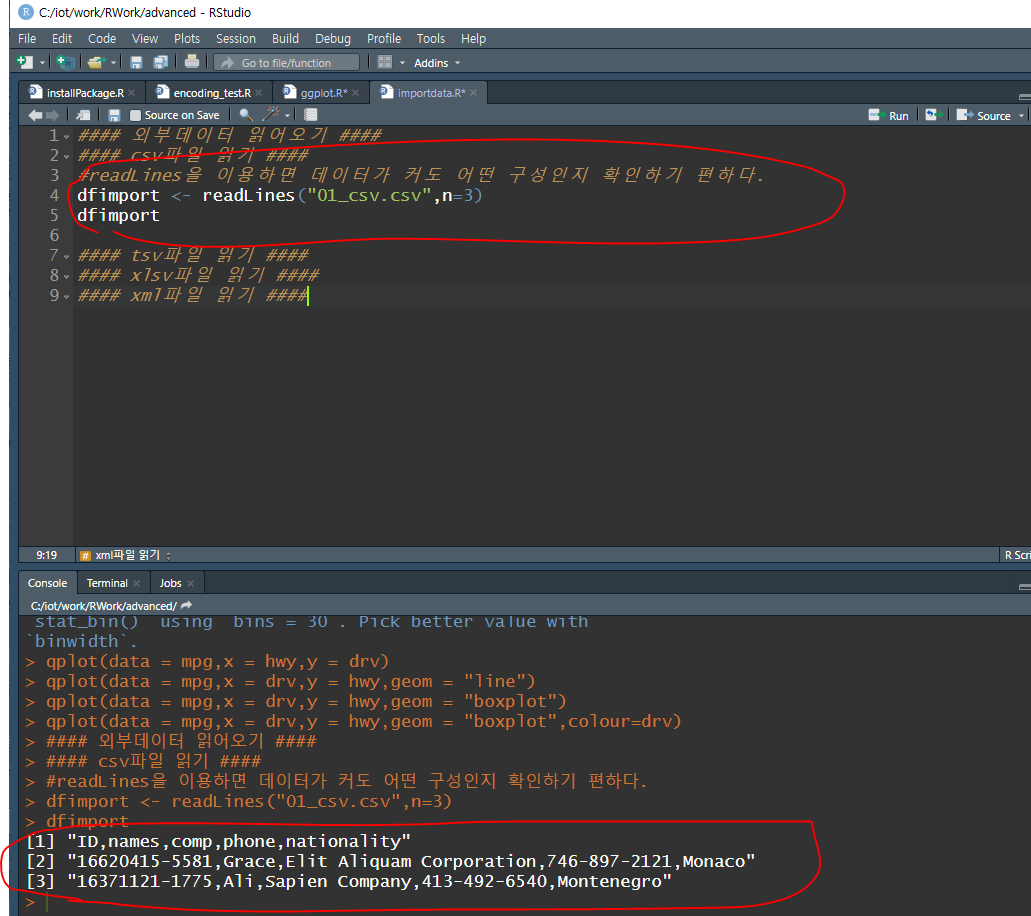 C:/iot/work/RWork/advanced - RStudio
File Edit Code View Plots Session Build Debug Profile Tools Help
Go to file/function Addins
installPackage.R encoding_test.R ggplot.R* importdata.R*
Source on Save Run Source
1 #### 외부데이터 읽어오기 ####
2 #### csv파일 읽기 ####
3 #readLines을 이용하면 데이터가 커도 어떤 구성인지 확인하기 편하다.
4 dfimport <- readLines("01_csv.csv",n=3)
5 dfimport
6
7 #### tsv파일 읽기 ####
8 #### xlsv파일 읽기 ####
9 #### xml파일 읽기 ####
9:19 # xml파일 읽기 R Scri
Console Terminal Jobs
C:/iot/work/RWork/advanced/
`stat_bin()` using `bins = 30`. Pick better value with
`binwidth`.
> qplot(data = mpg,x = hwy,y = drv)
> qplot(data = mpg,x = drv,y = hwy,geom = "line")
> qplot(data = mpg,x = drv,y = hwy,geom = "boxplot")
> qplot(data = mpg,x = drv,y = hwy,geom = "boxplot",colour=drv)
> #### 외부데이터 읽어오기 ####
> #### csv파일 읽기 ####
> #readLines을 이용하면 데이터가 커도 어떤 구성인지 확인하기 편하다.
> dfimport <- readLines("01_csv.csv",n=3)
> dfimport
[1] "ID,names,comp,phone,nationality"
[2] "16620415-5581,Grace,Elit Aliquam Corporation,746-897-2121,Monaco"
[3] "16371121-1775,Ali,Sapien Company,413-492-6540,Montenegro"
>